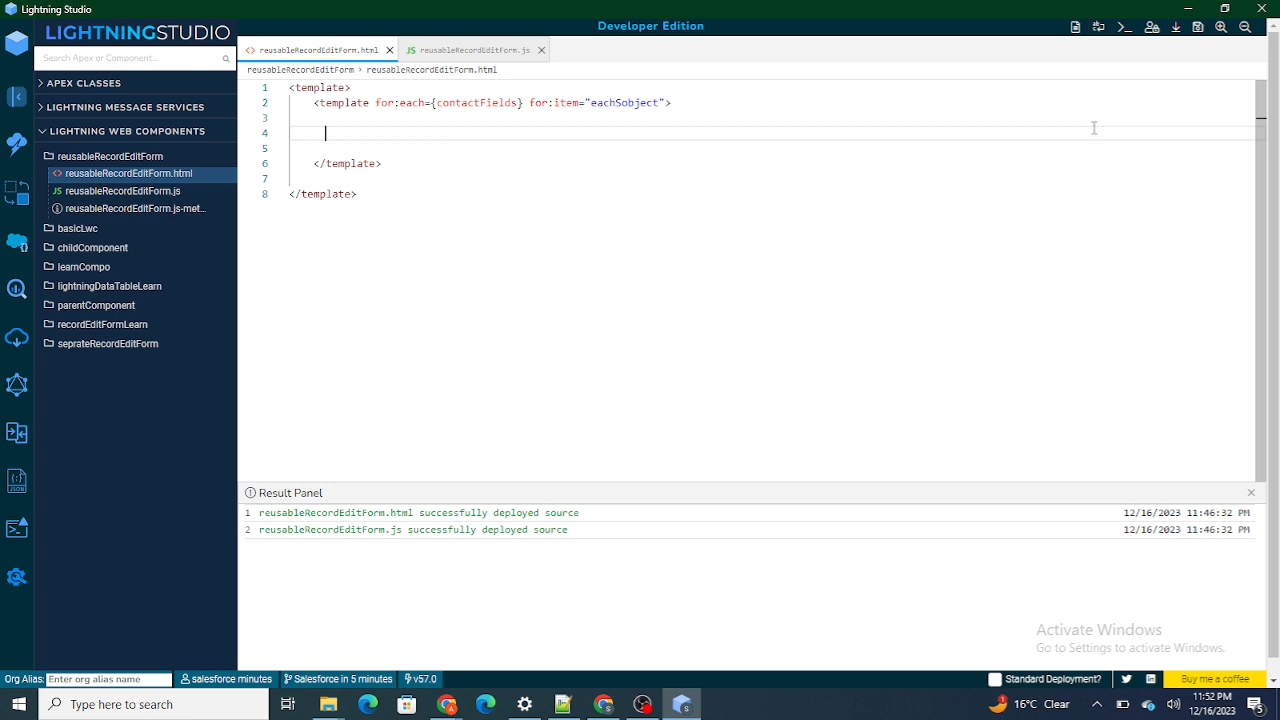 Lightning Studio
LIGHTNINGSTUDIO
Developer Edition
Search Apex or Component...
reusableRecordEditForm.html
JS reusableRecordEditForm.js
reusableRecordEditForm > reusableRecordEditForm.html
APEX CLASSES
LIGHTNING MESSAGE SERVICES
LIGHTNING WEB COMPONENTS
reusableRecordEditForm
<> reusableRecordEditForm.html
JS reusableRecordEditForm.js
reusableRecordEditForm.js-met...
basicLwc
childComponent
learnCompo
lightningDataTableLearn
parentComponent
recordEditFormLearn
seprateRecordEditForm
1 <template>
2 <template for:each={contactFields} for:item="eachSobject">
3
4
5
6 </template>
7
8 </template>
Result Panel
1 reusableRecordEditForm.html successfully deployed source 12/16/2023 11:46:32 PM
2 reusableRecordEditForm.js successfully deployed source 12/16/2023 11:46:32 PM
Activate Windows
Go to Settings to activate Windows.
JSON
Org Alias: Enter org alias name
salesforce minutes
Salesforce in 5 minutes
v57.0
Standard Deployment?
Buy me a coffee
Type here to search
1
16°C Clear
11:52 PM
12/16/2023
5